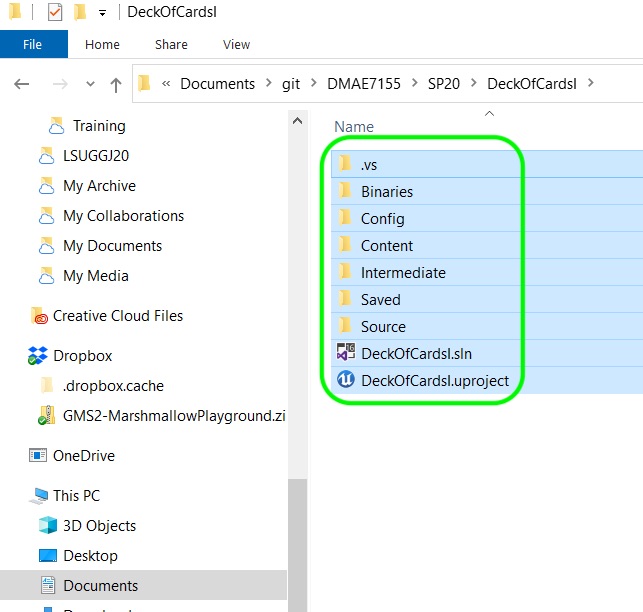 DeckOfCardsI
File Home Share View
« Documents > git > DMAE7155 > SP20 > DeckOfCardsI >
Training
LSUGGJ20
My Archive
My Collaborations
My Documents
My Media
Creative Cloud Files
Dropbox
.dropbox.cache
GMS2-MarshmallowPlayground.zi
OneDrive
This PC
3D Objects
Desktop
Documents
Name
.vs
Binaries
Config
Content
Intermediate
Saved
Source
DeckOfCardsI.sln
DeckOfCardsI.uproject